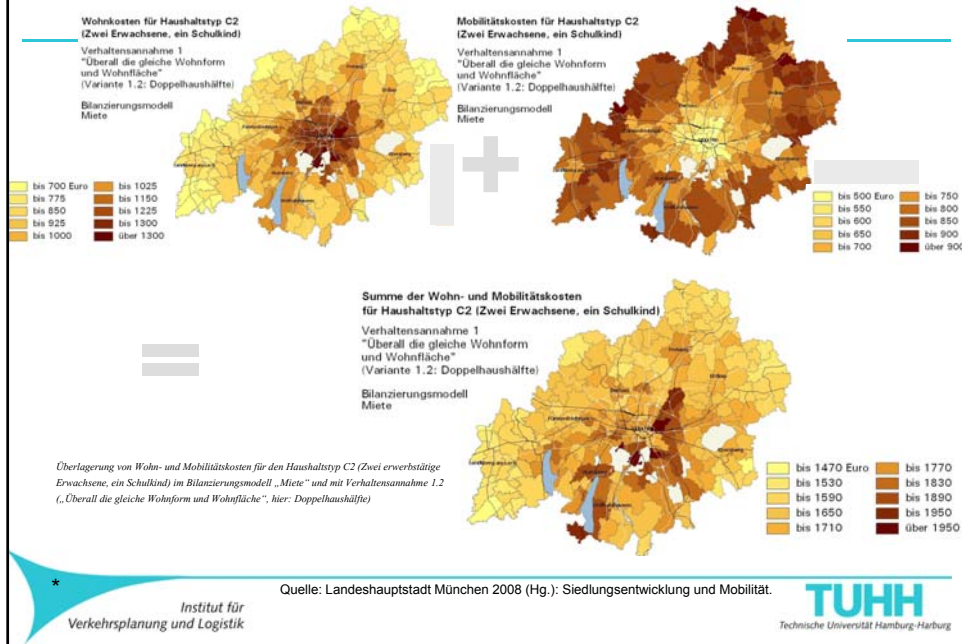 Wohnkosten für Haushaltstyp C2
(Zwei Erwachsene, ein Schulkind)
Verhaltensannahme 1
"Überall die gleiche Wohnform
und Wohnfläche"
(Variante 1.2: Doppelhaushälfte)
Bilanzierungsmodell
Miete
bis 700 Euro
bis 775
bis 850
bis 925
bis 1000
bis 1025
bis 1150
bis 1225
bis 1300
über 1300
+
Mobilitätskosten für Haushaltstyp C2
(Zwei Erwachsene, ein Schulkind)
Verhaltensannahme 1
"Überall die gleiche Wohnform
und Wohnfläche"
(Variante 1.2: Doppelhaushälfte)
Bilanzierungsmodell
Miete
bis 500 Euro
bis 550
bis 600
bis 650
bis 700
bis 750
bis 800
bis 850
bis 900
über 900
=
Summe der Wohn- und Mobilitätskosten
für Haushaltstyp C2 (Zwei Erwachsene, ein Schulkind)
Verhaltensannahme 1
"Überall die gleiche Wohnform
und Wohnfläche"
(Variante 1.2: Doppelhaushälfte)
Bilanzierungsmodell
Miete
bis 1470 Euro
bis 1530
bis 1590
bis 1650
bis 1710
bis 1770
bis 1830
bis 1890
bis 1950
über 1950
Überlagerung von Wohn- und Mobilitätskosten für den Haushaltstyp C2 (Zwei erwerbstätige
Erwachsene, ein Schulkind) im Bilanzierungsmodell „Miete" und mit Verhaltensannahme 1.2
(„Überall die gleiche Wohnform und Wohnfläche", hier: Doppelhaushälfte)
*
Institut für
Verkehrsplanung und Logistik
Quelle: Landeshauptstadt München 2008 (Hg.): Siedlungsentwicklung und Mobilität.
TUHH
Technische Universität Hamburg-Harburg